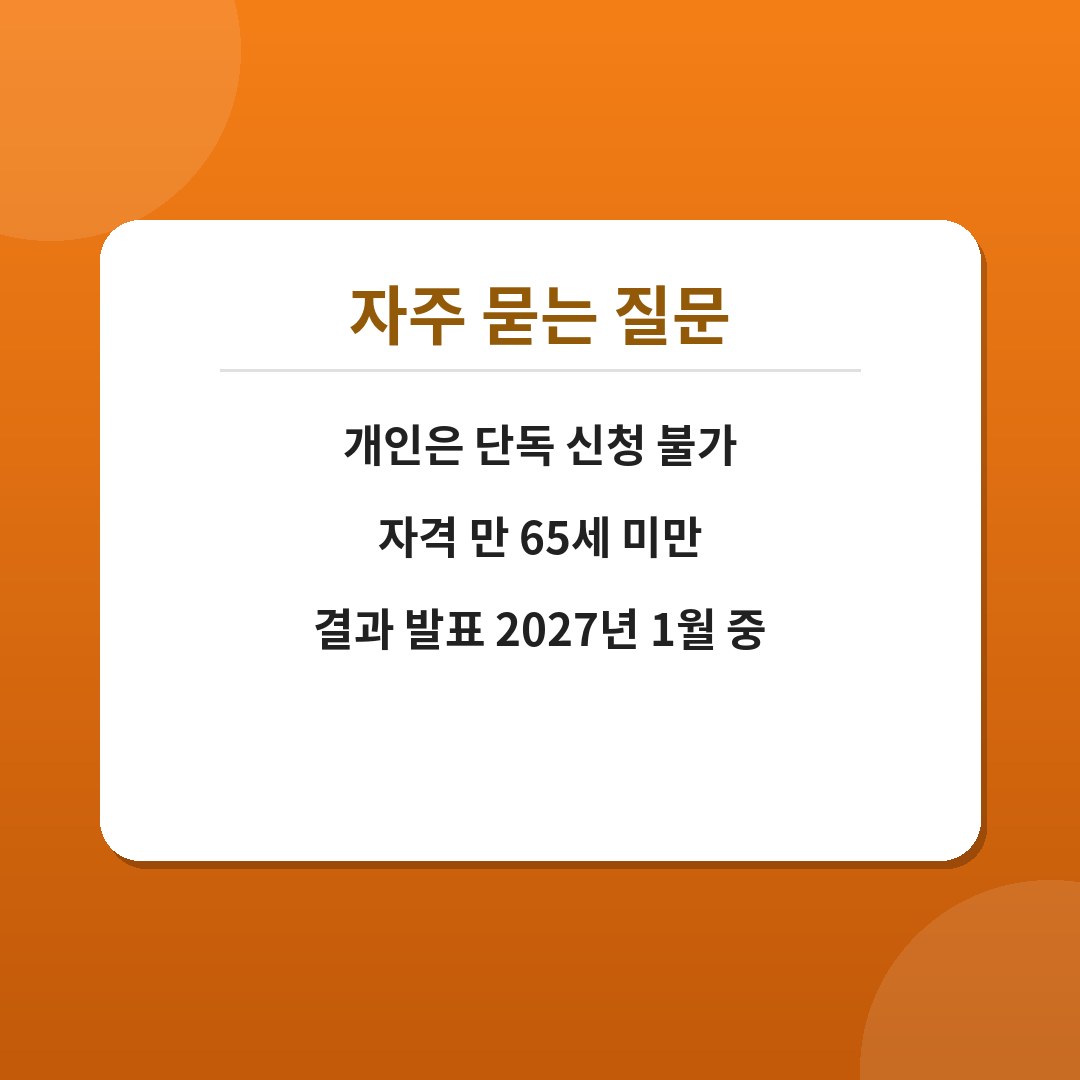 자주 묻는 질문
개인은 단독 신청 불가
자격 만 65세 미만
결과 발표 2027년 1월 중